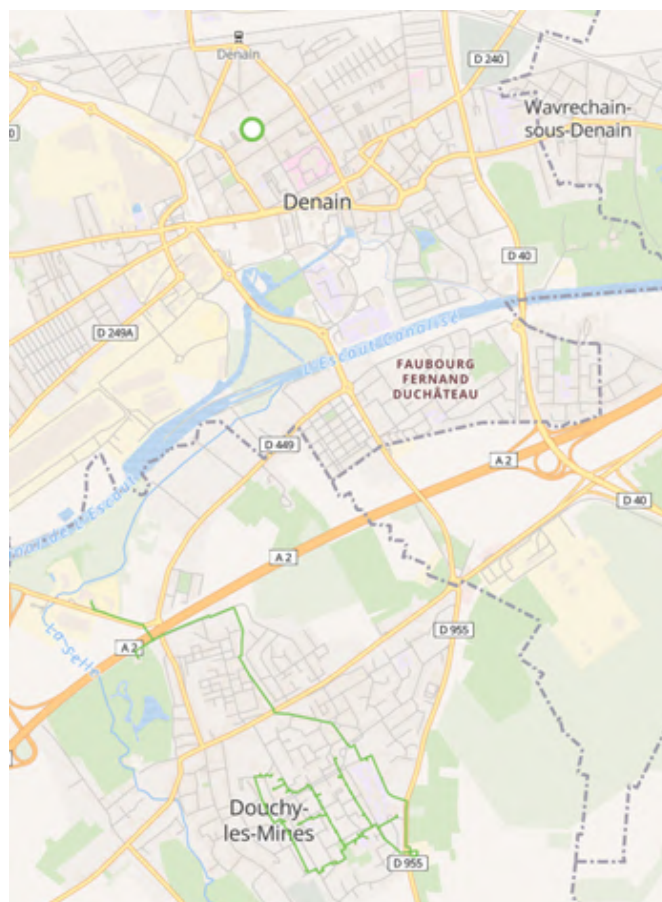 Denain
D 240
Wavrechain-
sous-Denain
Denain
D 40
D 249A
L'Escaut Canalisé
FAUBOURG
FERNAND
DUCHÂTEAU
D 449
A 2
D 40
A 2
D 955
A 2
La Selle
Douchy-
les-Mines
D 955